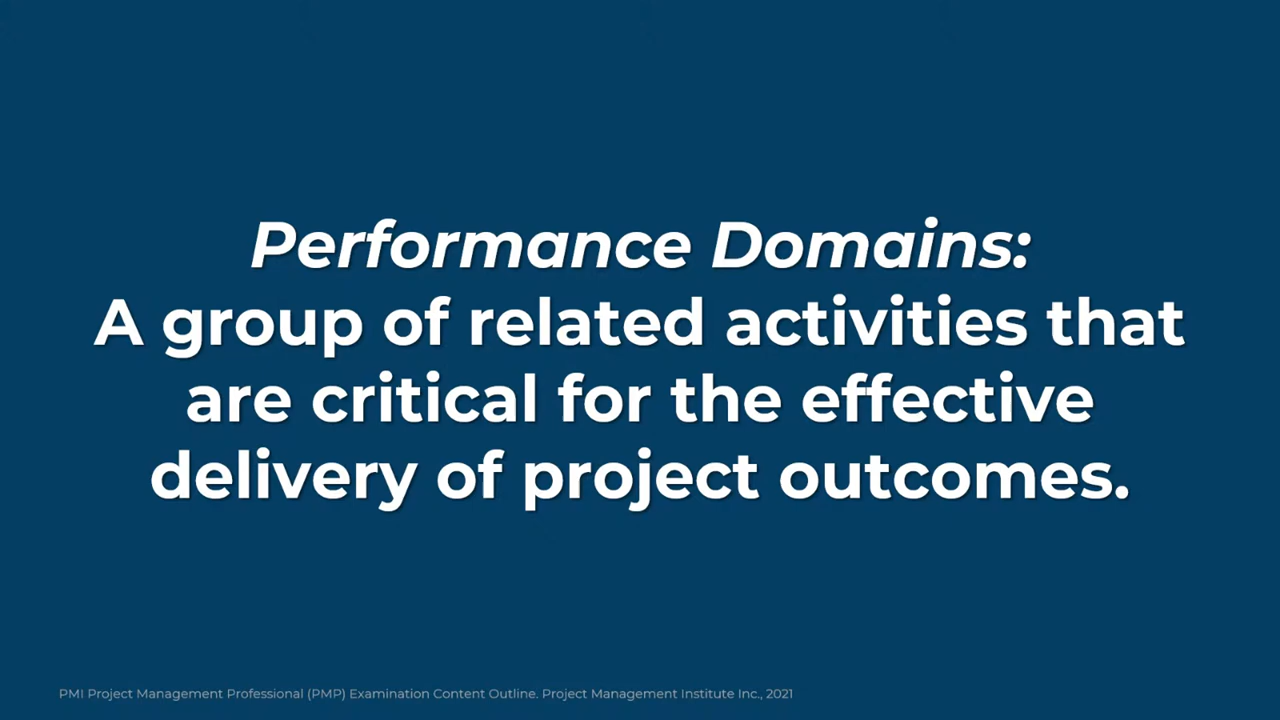 Performance Domains:
A group of related activities that
are critical for the effective
delivery of project outcomes.
PMI Project Management Professional (PMP) Examination Content Outline. Project Management Institute Inc., 2021